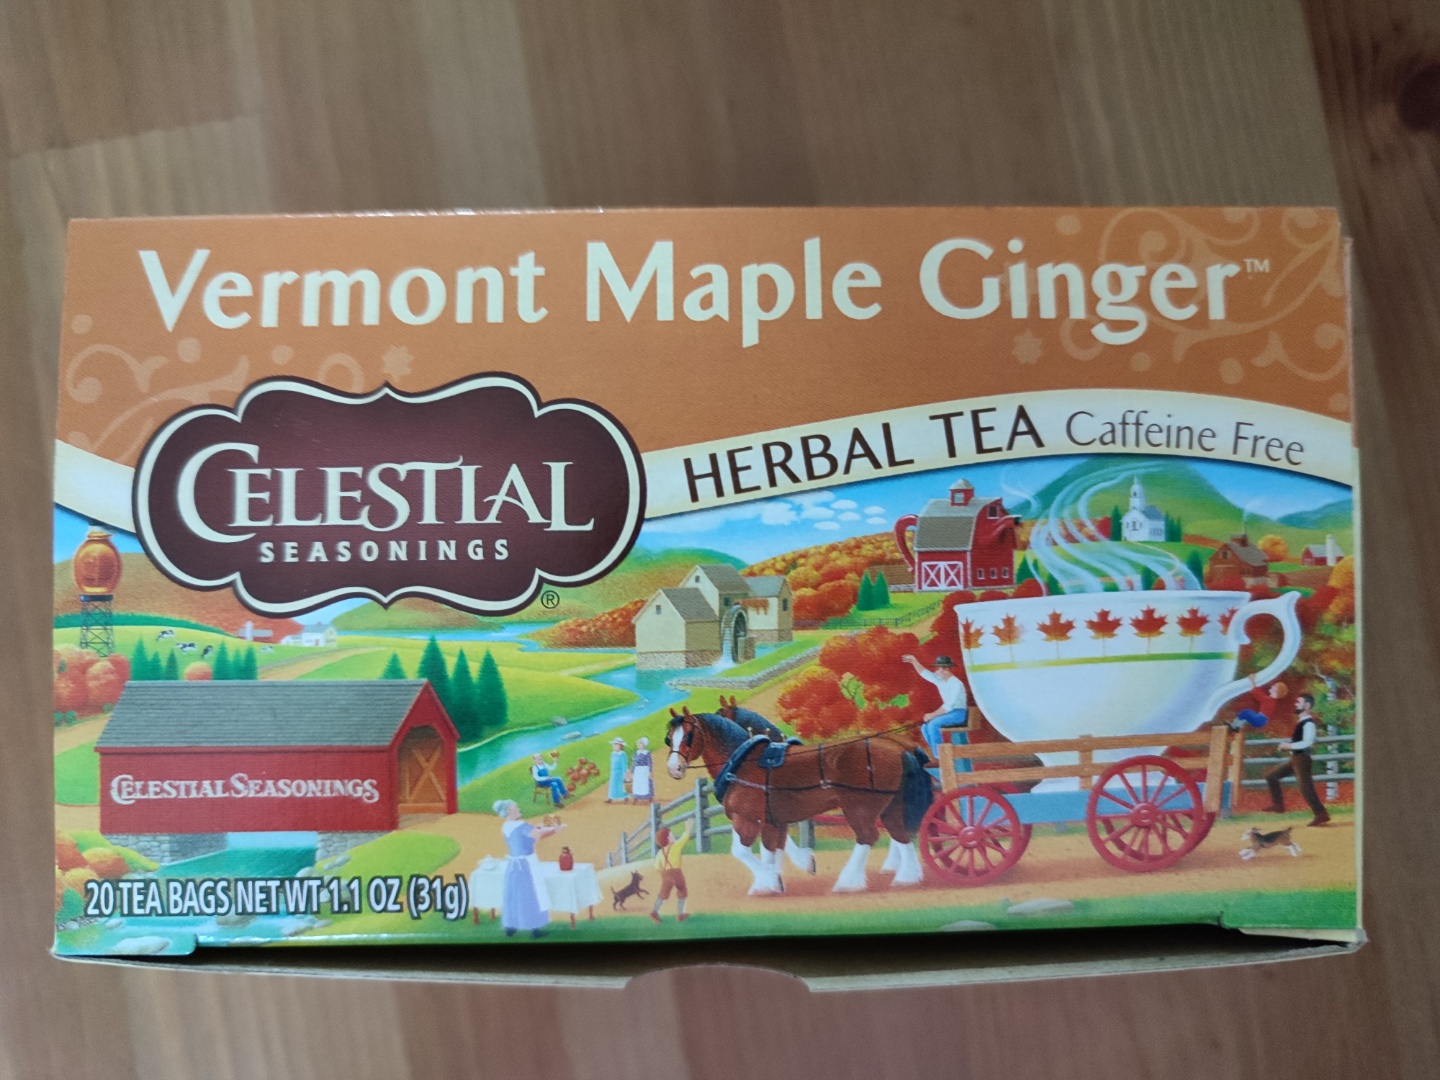 Vermont Maple Ginger™
HERBAL TEA Caffeine Free
CELESTIAL
SEASONINGS
®
CELESTIAL SEASONINGS
20 TEA BAGS NET WT 1.1 OZ (31g)